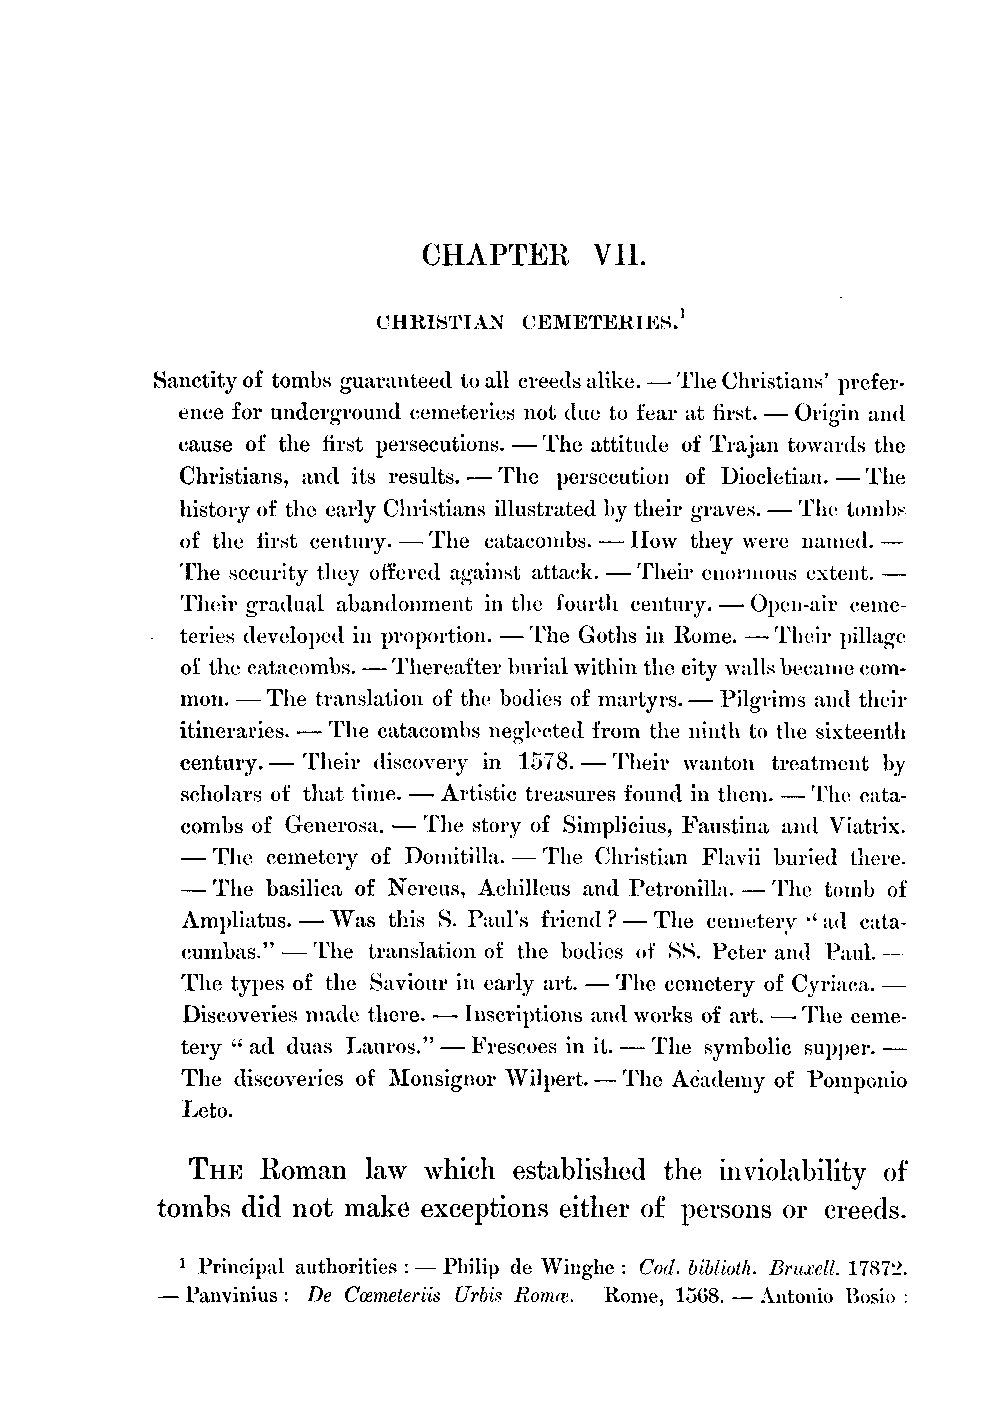 CHAPTER VII.
CHRISTIAN CEMETERIES.¹
Sanctity of tombs guaranteed to all creeds alike. — The Christians' prefer-
ence for underground cemeteries not due to fear at first. — Origin and
cause of the first persecutions. — The attitude of Trajan towards the
Christians, and its results. — The persecution of Diocletian. — The
history of the early Christians illustrated by their graves. — The tombs
of the first century. — The catacombs. — How they were named. —
The security they offered against attack. — Their enormous extent. —
Their gradual abandonment in the fourth century. — Open-air ceme-
teries developed in proportion. — The Goths in Rome. — Their pillage
of the catacombs. — Thereafter burial within the city walls became com-
mon. — The translation of the bodies of martyrs. — Pilgrims and their
itineraries. — The catacombs neglected from the ninth to the sixteenth
century. — Their discovery in 1578. — Their wanton treatment by
scholars of that time. — Artistic treasures found in them. — The cata-
combs of Generosa. — The story of Simplicius, Faustina and Viatrix.
— The cemetery of Domitilla. — The Christian Flavii buried there.
— The basilica of Nereus, Achilleus and Petronilla. — The tomb of
Ampliatus. — Was this S. Paul's friend? — The cemetery "ad cata-
cumbas." — The translation of the bodies of SS. Peter and Paul. —
The types of the Saviour in early art. — The cemetery of Cyriaca. —
Discoveries made there. — Inscriptions and works of art. — The ceme-
tery "ad duas Lauros." — Frescoes in it. — The symbolic supper. —
The discoveries of Monsignor Wilpert. — The Academy of Pomponio
Leto.
THE Roman law which established the inviolability of
tombs did not make exceptions either of persons or creeds.
¹ Principal authorities: — Philip de Winghe: Cod. biblioth. Bruxell. 17872.
— Panvinius: De Cœmeteriis Urbis Romæ. Rome, 1568. — Antonio Bosio: